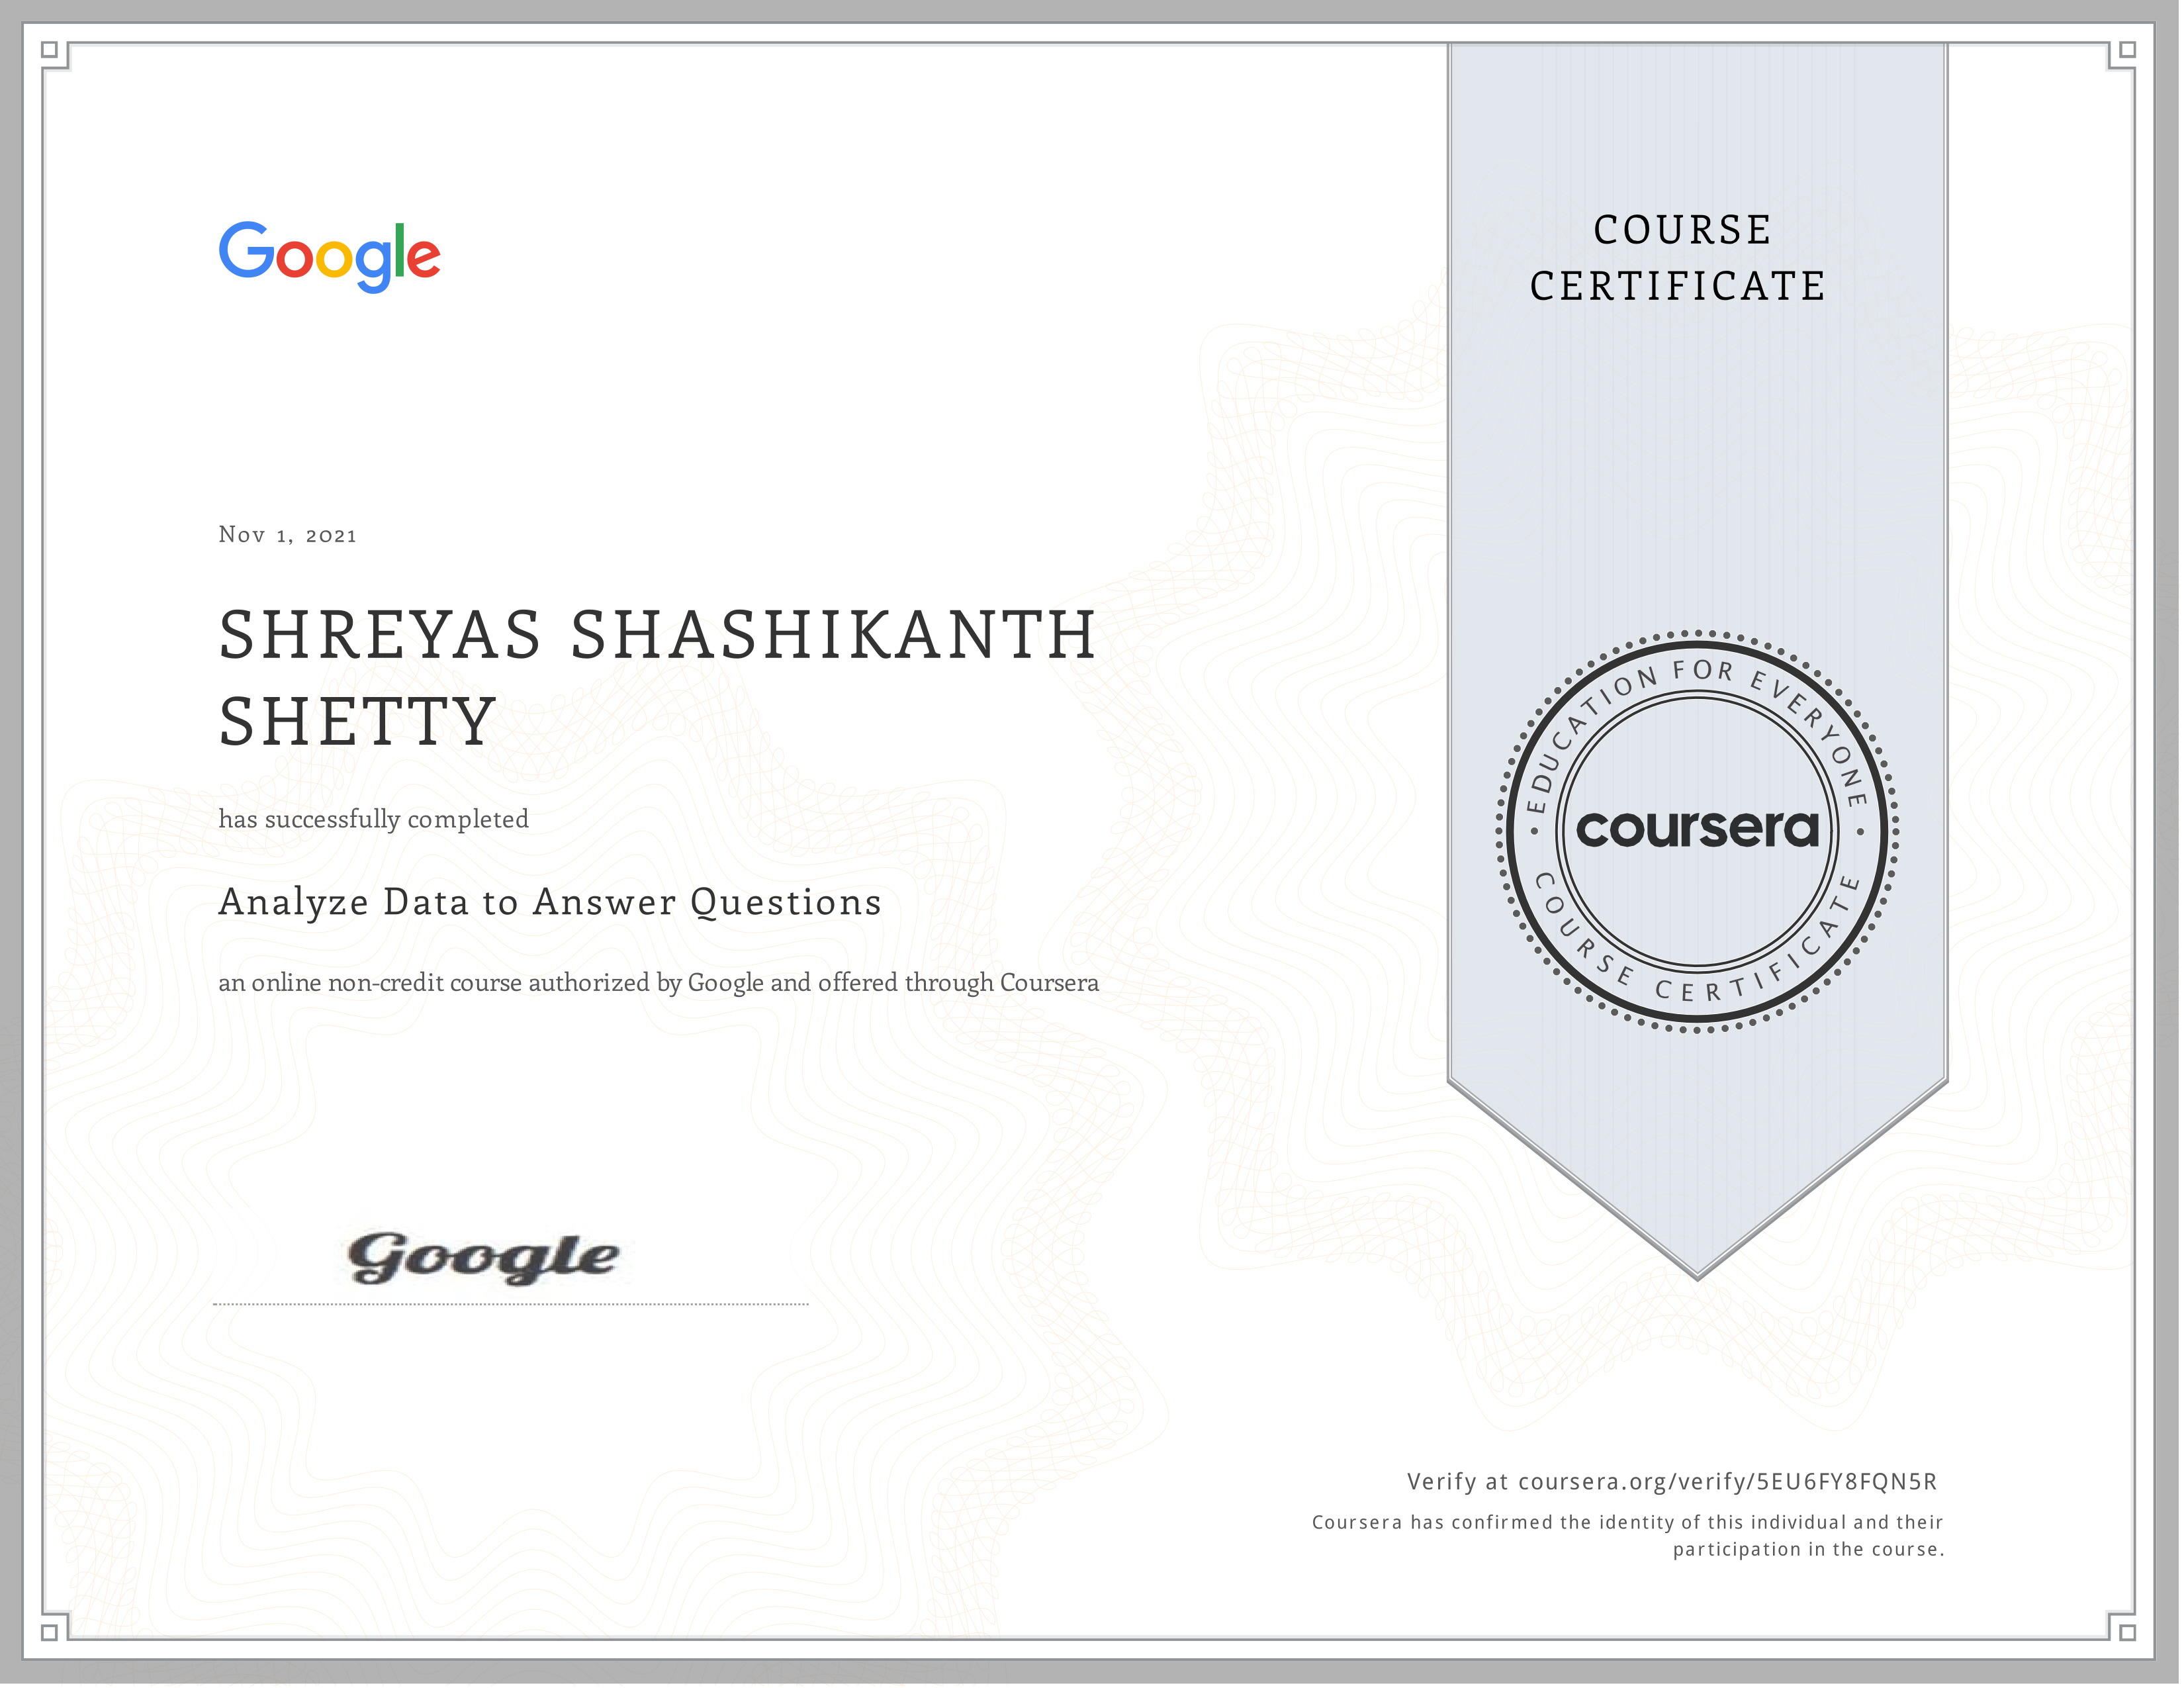 Google
COURSE
CERTIFICATE
Nov 1, 2021
SHREYAS SHASHIKANTH
SHETTY
has successfully completed
Analyze Data to Answer Questions
an online non-credit course authorized by Google and offered through Coursera
EDUCATION FOR EVERYONE
coursera
COURSE CERTIFICATE
Google
Verify at coursera.org/verify/5EU6FY8FQN5R
Coursera has confirmed the identity of this individual and their
participation in the course.